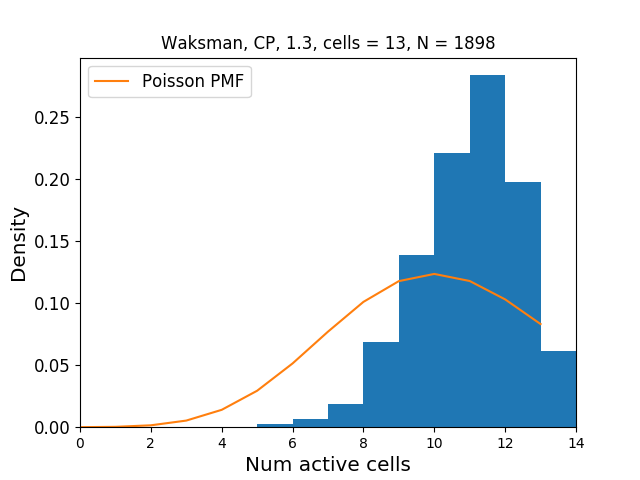 Waksman, CP, 1.3, cells = 13, N = 1898
Poisson PMF
Density
0.25
0.20
0.15
0.10
0.05
0.00
0 2 4 6 8 10 12 14
Num active cells